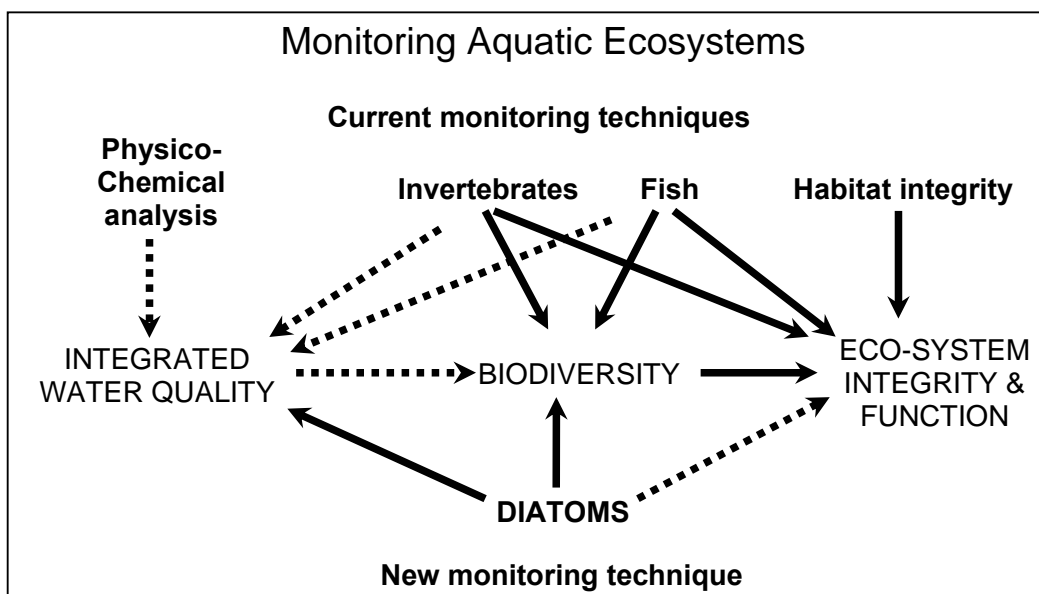 Monitoring Aquatic Ecosystems
Current monitoring techniques
Physico-
Chemical
analysis
Invertebrates
Fish
Habitat integrity
INTEGRATED
WATER QUALITY
BIODIVERSITY
ECO-SYSTEM
INTEGRITY &
FUNCTION
DIATOMS
New monitoring technique